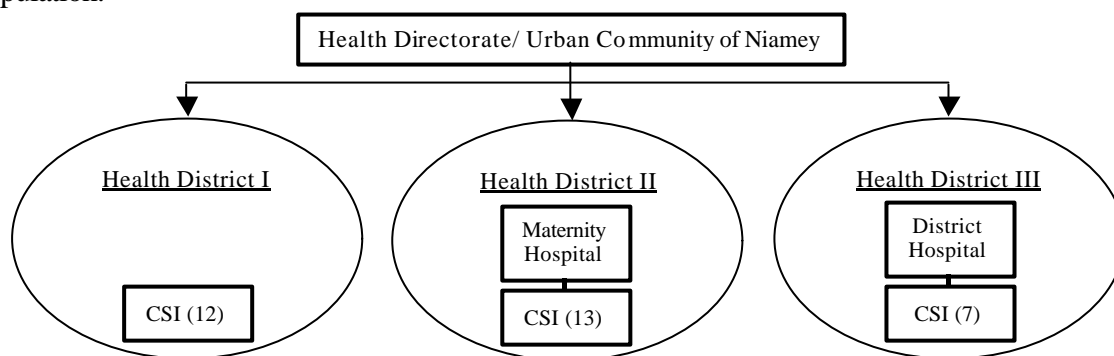 Health Directorate/ Urban Community of Niamey
Health District I
Health District II
Health District III
Maternity
Hospital
District
Hospital
CSI (12)
CSI (13)
CSI (7)